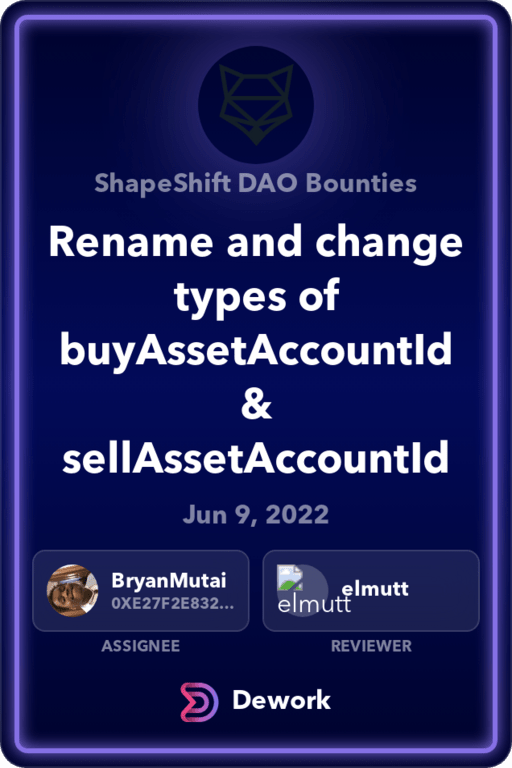 ShapeShift DAO Bounties
Rename and change
types of
buyAssetAccountId
&
sellAssetAccountId
Jun 9, 2022
BryanMutai
0XE27F2E832...
elmutt
elmutt
ASSIGNEE
REVIEWER
Dework